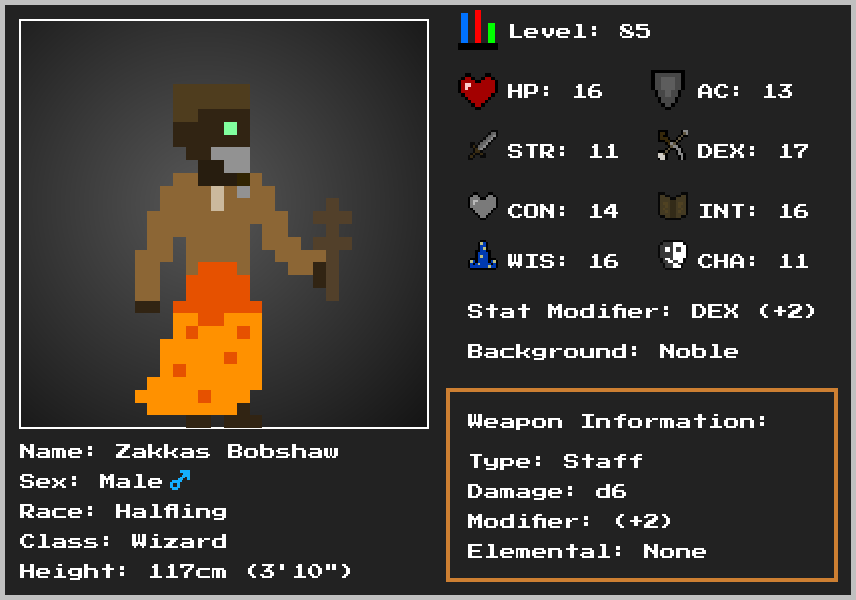 Level: 85
HP: 16 AC: 13
STR: 11 DEX: 17
CON: 14 INT: 16
WIS: 16 CHA: 11
Stat Modifier: DEX (+2)
Background: Noble
Weapon Information:
Type: Staff
Damage: d6
Modifier: (+2)
Elemental: None
Name: Zakkas Bobshaw
Sex: Male ♂
Race: Halfling
Class: Wizard
Height: 117cm (3'10")